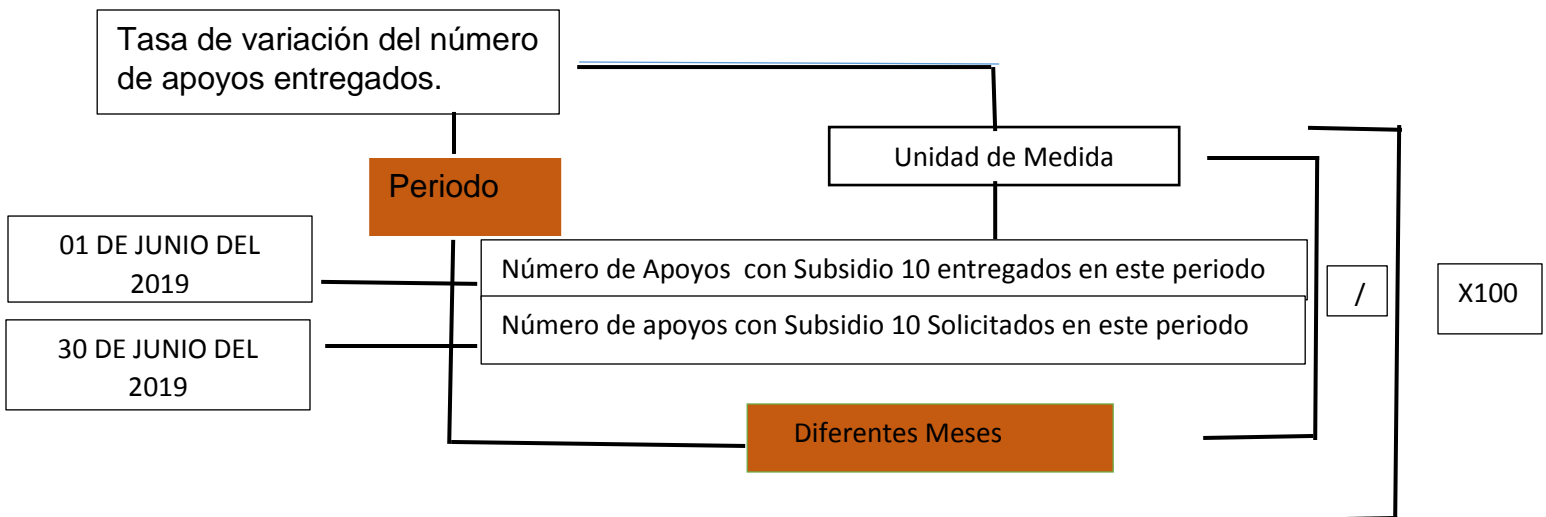 Tasa de variación del número
de apoyos entregados.
Unidad de Medida
Periodo
01 DE JUNIO DEL
2019
Número de Apoyos con Subsidio 10 entregados en este periodo
/
X100
Número de apoyos con Subsidio 10 Solicitados en este periodo
30 DE JUNIO DEL
2019
Diferentes Meses